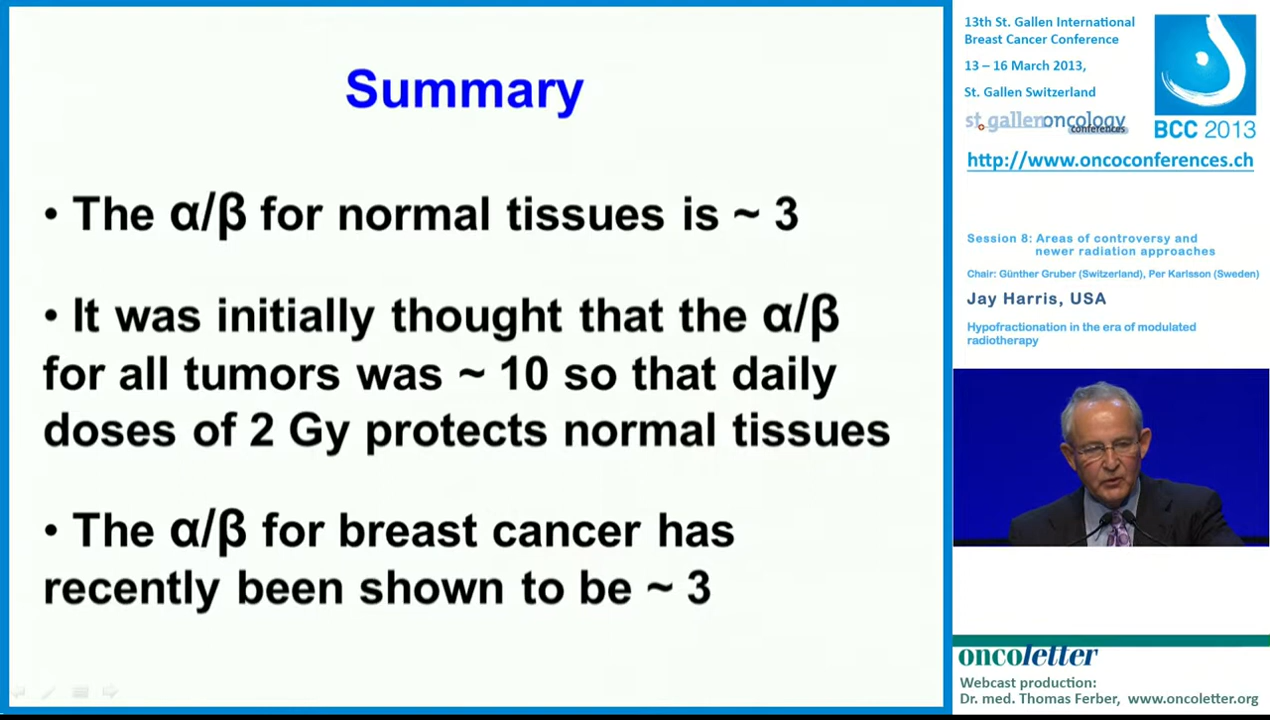 Summary
• The α/β for normal tissues is ~ 3
• It was initially thought that the α/β
for all tumors was ~ 10 so that daily
doses of 2 Gy protects normal tissues
• The α/β for breast cancer has
recently been shown to be ~ 3
13th St. Gallen International
Breast Cancer Conference
13 – 16 March 2013,
St. Gallen Switzerland
st.gallenoncology
conferences
BCC 2013
http://www.oncoconferences.ch
Session 8: Areas of controversy and
newer radiation approaches
Chair: Günther Gruber (Switzerland), Per Karlsson (Sweden)
Jay Harris, USA
Hypofractionation in the era of modulated
radiotherapy
oncoletter
Webcast production:
Dr. med. Thomas Ferber, www.oncoletter.org